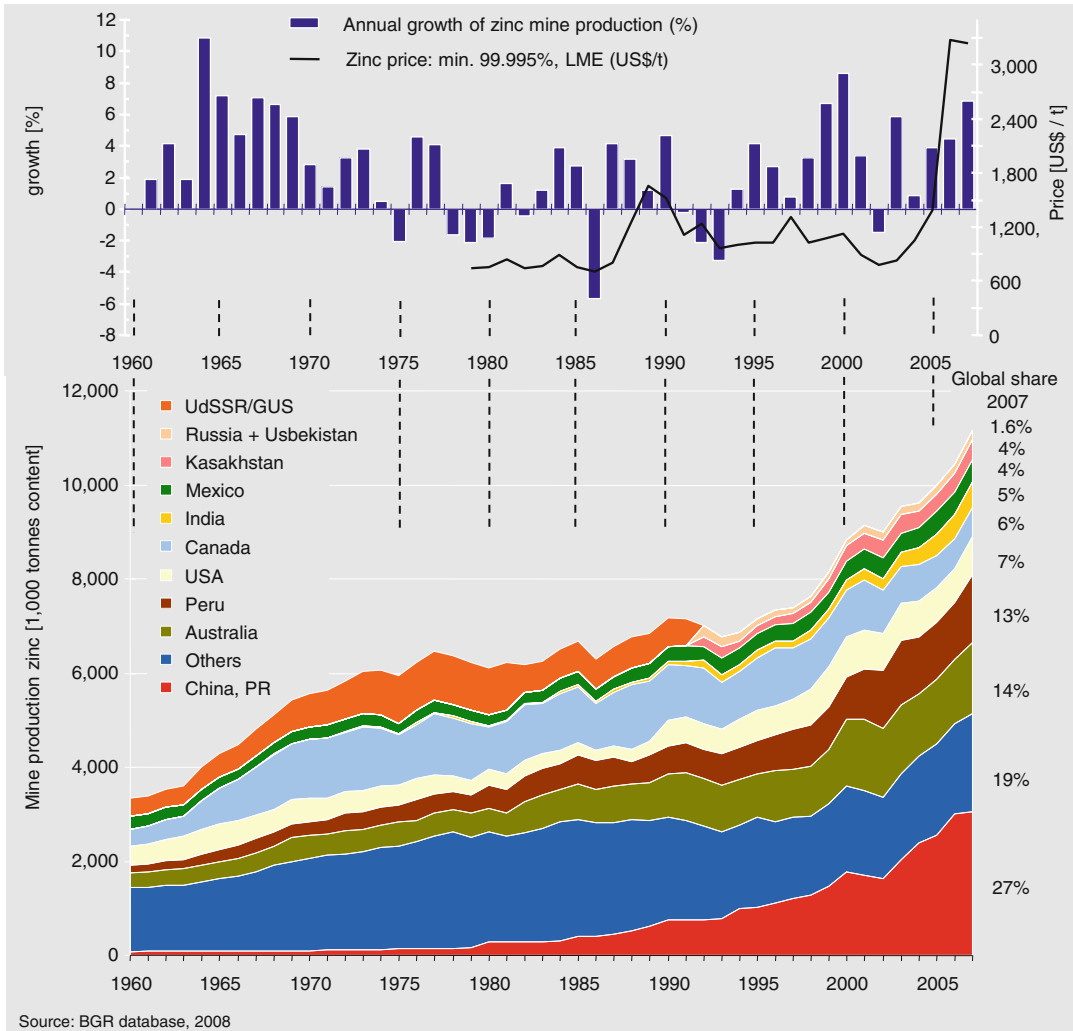 Annual growth of zinc mine production (%)
Zinc price: min. 99.995%, LME (US$/t)
growth [%]
12
10
8
6
4
2
0
-2
-4
-6
-8
Price [US$ / t]
3,000
2,400
1,800
1,200,
600
0
1960 1965 1970 1975 1980 1985 1990 1995 2000 2005
Mine production zinc [1,000 tonnes content]
12,000
10,000
8,000
6,000
4,000
2,000
0
UdSSR/GUS
Russia + Usbekistan
Kasakhstan
Mexico
India
Canada
USA
Peru
Australia
Others
China, PR
Global share
2007
1.6%
4%
4%
5%
6%
7%
13%
14%
19%
27%
1960 1965 1970 1975 1980 1985 1990 1995 2000 2005
Source: BGR database, 2008